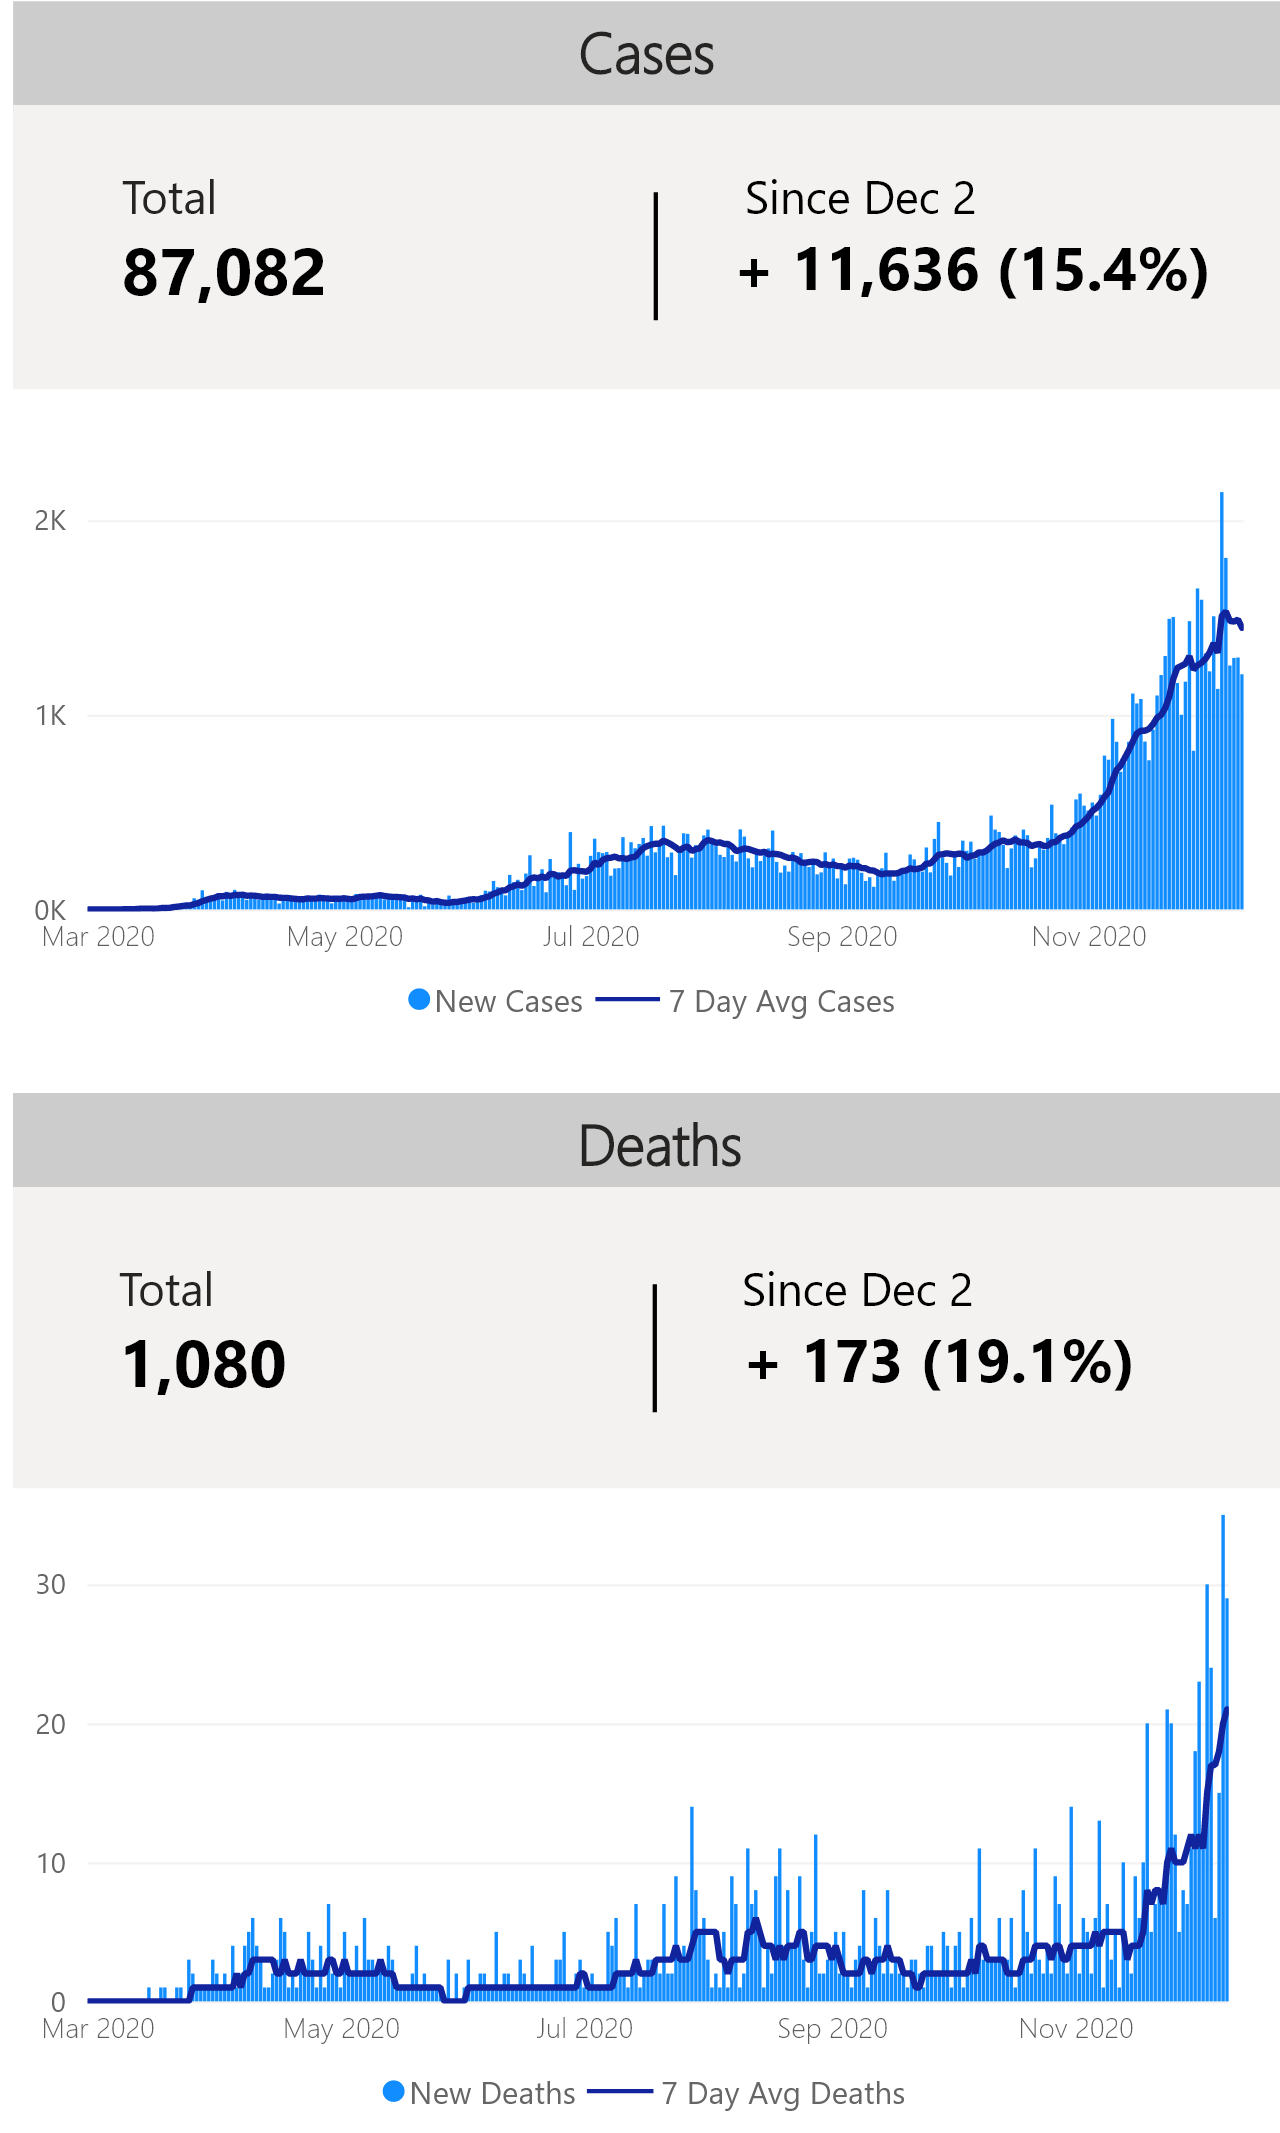 Cases
Total
87,082
Since Dec 2
+ 11,636 (15.4%)
2K
1K
0K
Mar 2020 May 2020 Jul 2020 Sep 2020 Nov 2020
New Cases 7 Day Avg Cases
Deaths
Total
1,080
Since Dec 2
+ 173 (19.1%)
30
20
10
0
Mar 2020 May 2020 Jul 2020 Sep 2020 Nov 2020
New Deaths 7 Day Avg Deaths